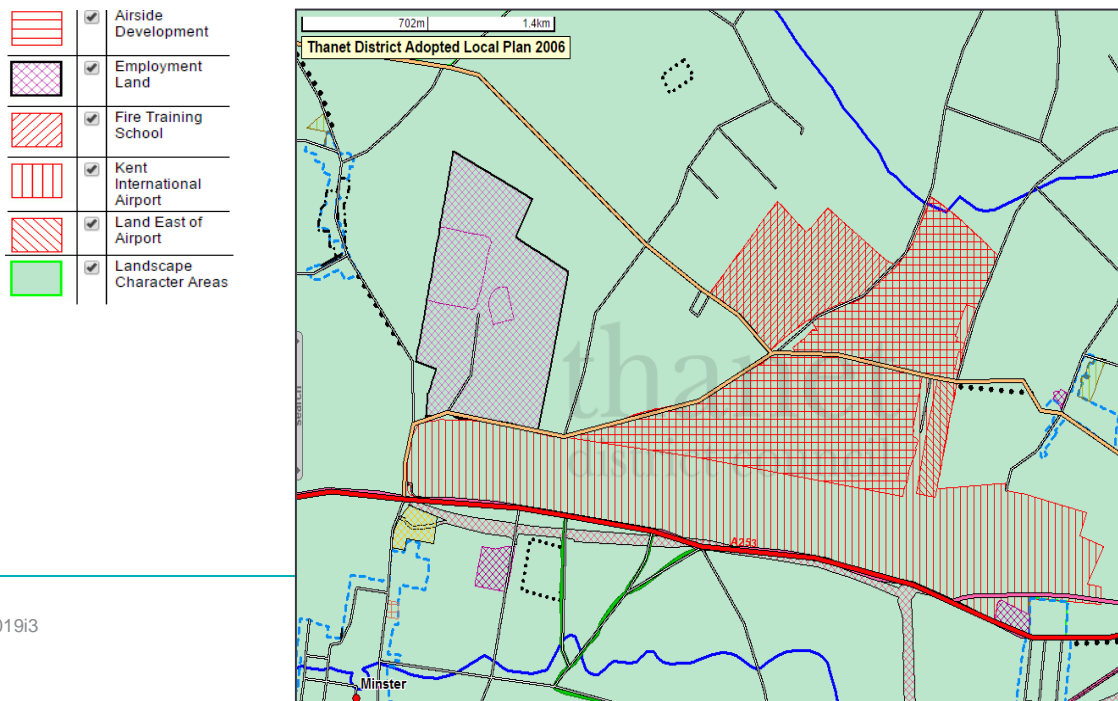 Airside
Development
Employment
Land
Fire Training
School
Kent
International
Airport
Land East of
Airport
Landscape
Character Areas
019i3
702m
1.4km
Thanet District Adopted Local Plan 2006
search
thanet
district council
A253
Minster